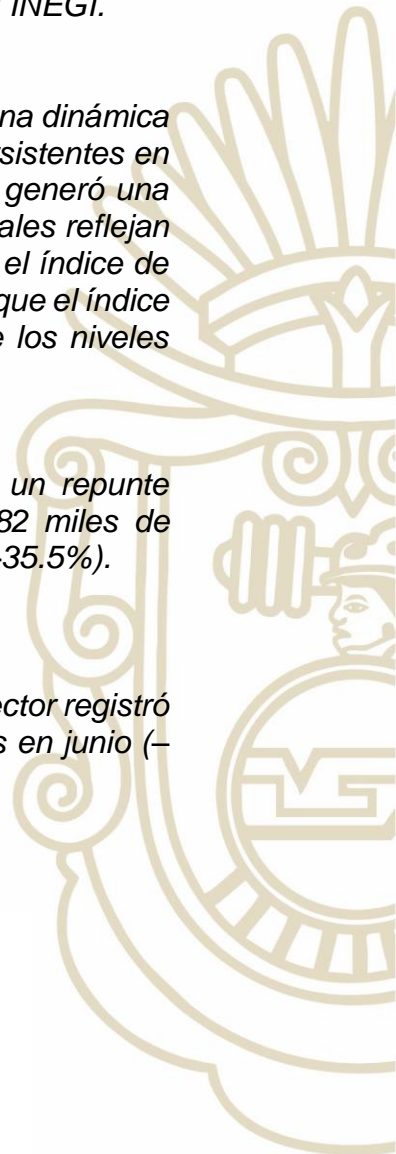 INEGI.
na dinámica
rsistentes en
generó una
ales reflejan
el índice de
que el índice
e los niveles
un repunte
82 miles de
-35.5%).
ector registró
s en junio (–